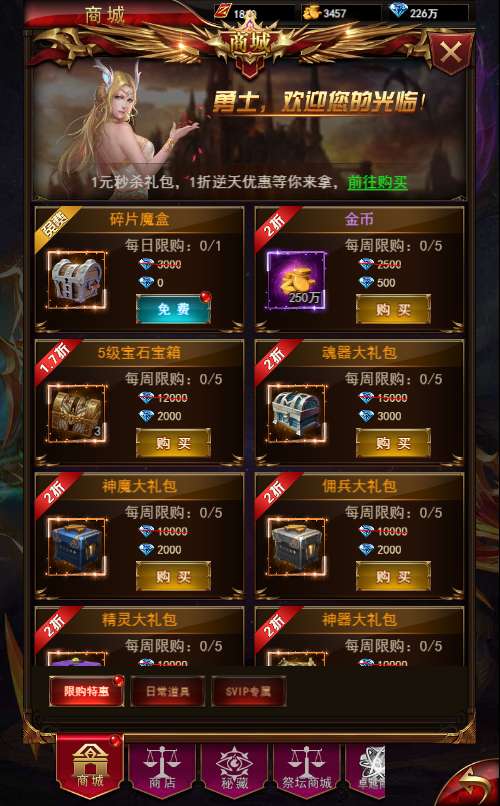 商城
3457
226万
商城
勇士，欢迎您的光临！
1元秒杀礼包，1折逆天优惠等你来拿，前往购买
免费
碎片魔盒
每日限购：0/1
3000
0
免费
2折
金币
每周限购：0/5
2500
500
250万
购买
1.7折
5级宝石宝箱
每周限购：0/5
12000
2000
3
购买
2折
魂器大礼包
每周限购：0/5
15000
3000
购买
2折
神魔大礼包
每周限购：0/5
10000
2000
购买
2折
佣兵大礼包
每周限购：0/5
10000
2000
购买
2折
精灵大礼包
每周限购：0/5
10000
2折
神器大礼包
每周限购：0/5
10000
限购特惠
日常道具
SVIP专属
商城
商店
秘藏
祭坛商城